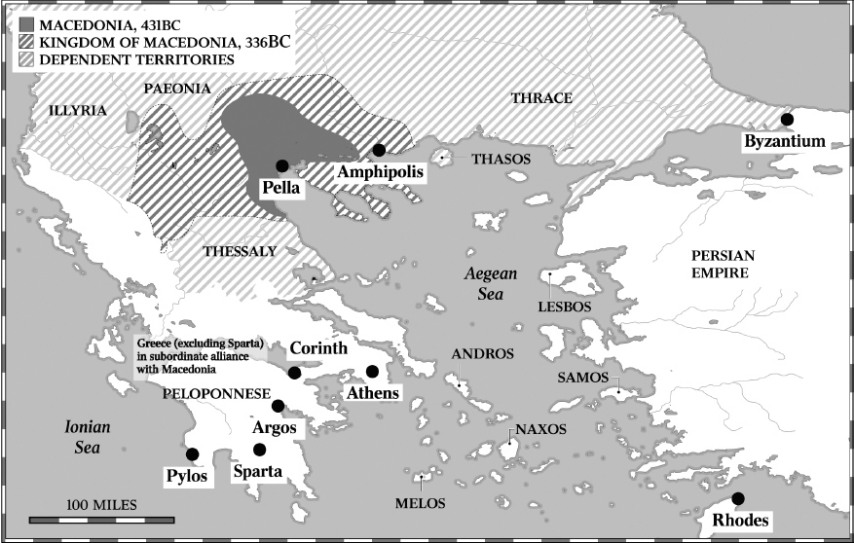 MACEDONIA, 431BC
KINGDOM OF MACEDONIA, 336BC
DEPENDENT TERRITORIES
PAEONIA
ILLYRIA
THRACE
Byzantium
THASOS
Amphipolis
Pella
THESSALY
PERSIAN
EMPIRE
Aegean
Sea
LESBOS
Greece (excluding Sparta)
in subordinate alliance
with Macedonia
Corinth
ANDROS
SAMOS
PELOPONNESE
Athens
Argos
Ionian
Sea
NAXOS
Pylos
Sparta
MELOS
100 MILES
Rhodes